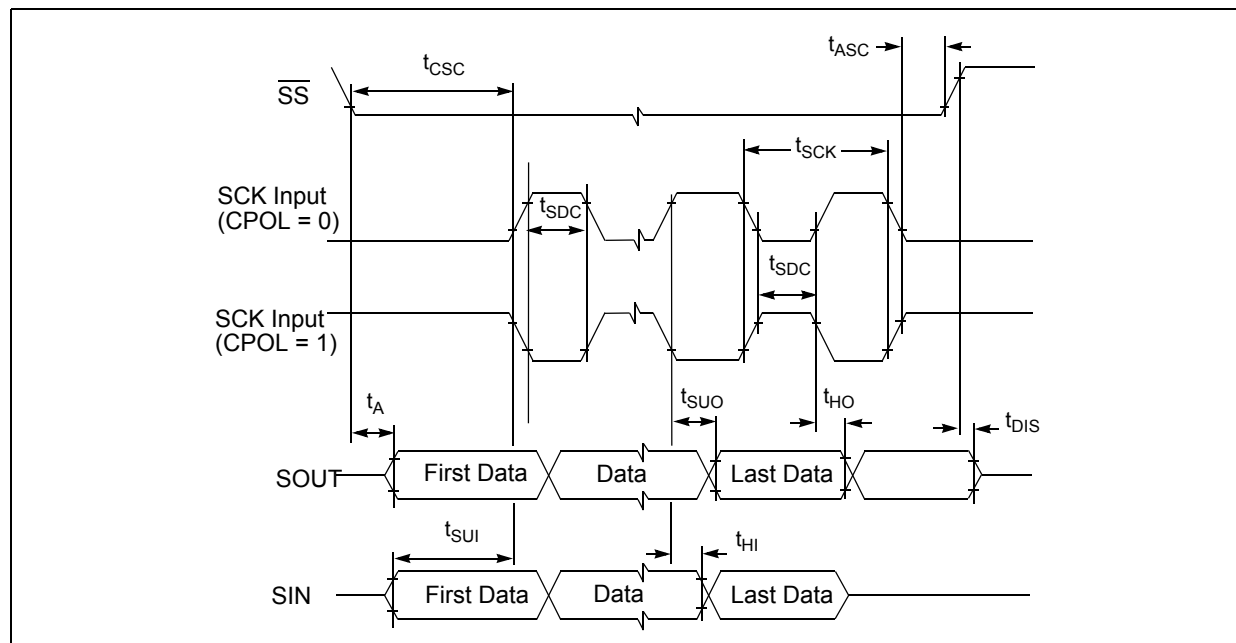 tASC
tCSC
SS
tSCK
SCK Input
(CPOL = 0)
tSDC
tSDC
SCK Input
(CPOL = 1)
tA
tSUO
tHO
tDIS
SOUT
First Data
Data
Last Data
tSUI
tHI
SIN
First Data
Data
Last Data